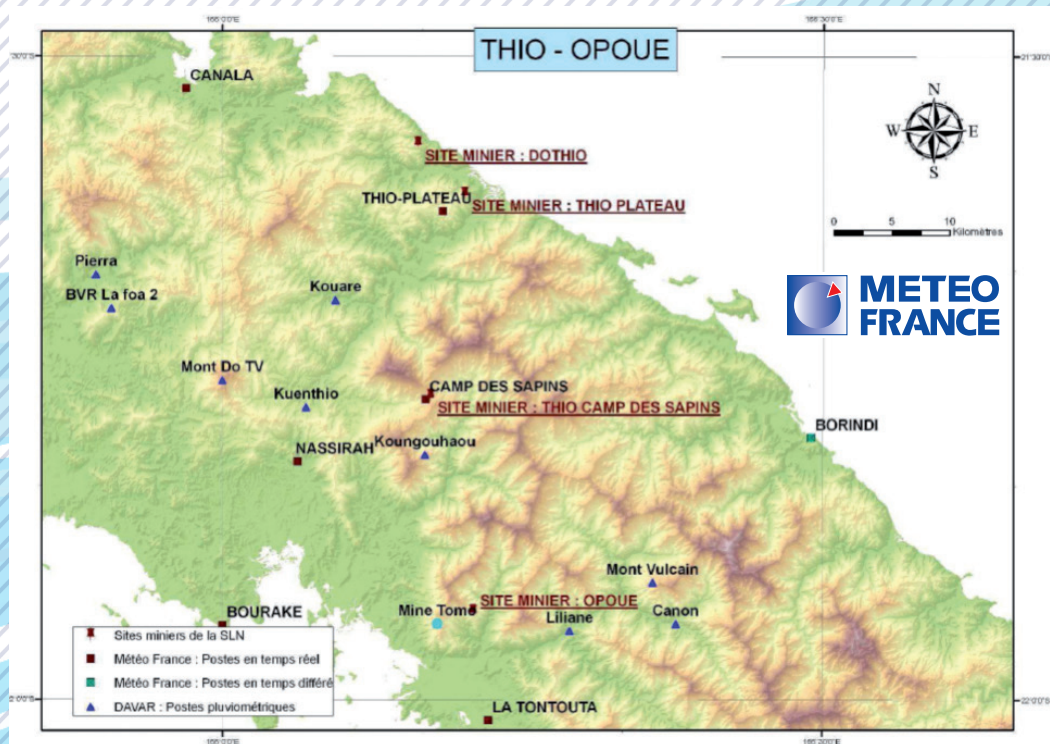 THIO - OPOUE
CANALA
N
W
E
S
SITE MINIER : DOTHIO
THIO-PLATEAU
SITE MINIER : THIO PLATEAU
0
5
10
Kilomètres
Pierra
BVR La foa 2
Kouare
METEO
FRANCE
Mont Do TV
Kuenthio
CAMP DES SAPINS
SITE MINIER : THIO CAMP DES SAPINS
BORINDI
NASSIRAH
Koungouhaou
Mont Vulcain
BOURAKE
Mine Tome
SITE MINIER : OPOUE
Liliane
Canon
Sites miniers de la SLN
Météo France : Postes en temps réel
Météo France : Postes en temps différé
DAVAR : Postes pluviométriques
LA TONTOUTA